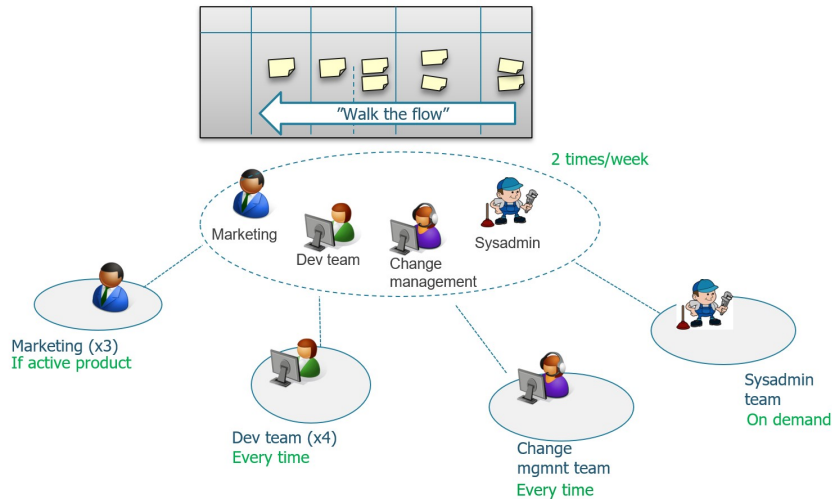 ”Walk the flow”
2 times/week
Marketing
Dev team
Change
management
Sysadmin
Marketing (x3)
If active product
Dev team (x4)
Every time
Change
mgmnt team
Every time
Sysadmin
team
On demand